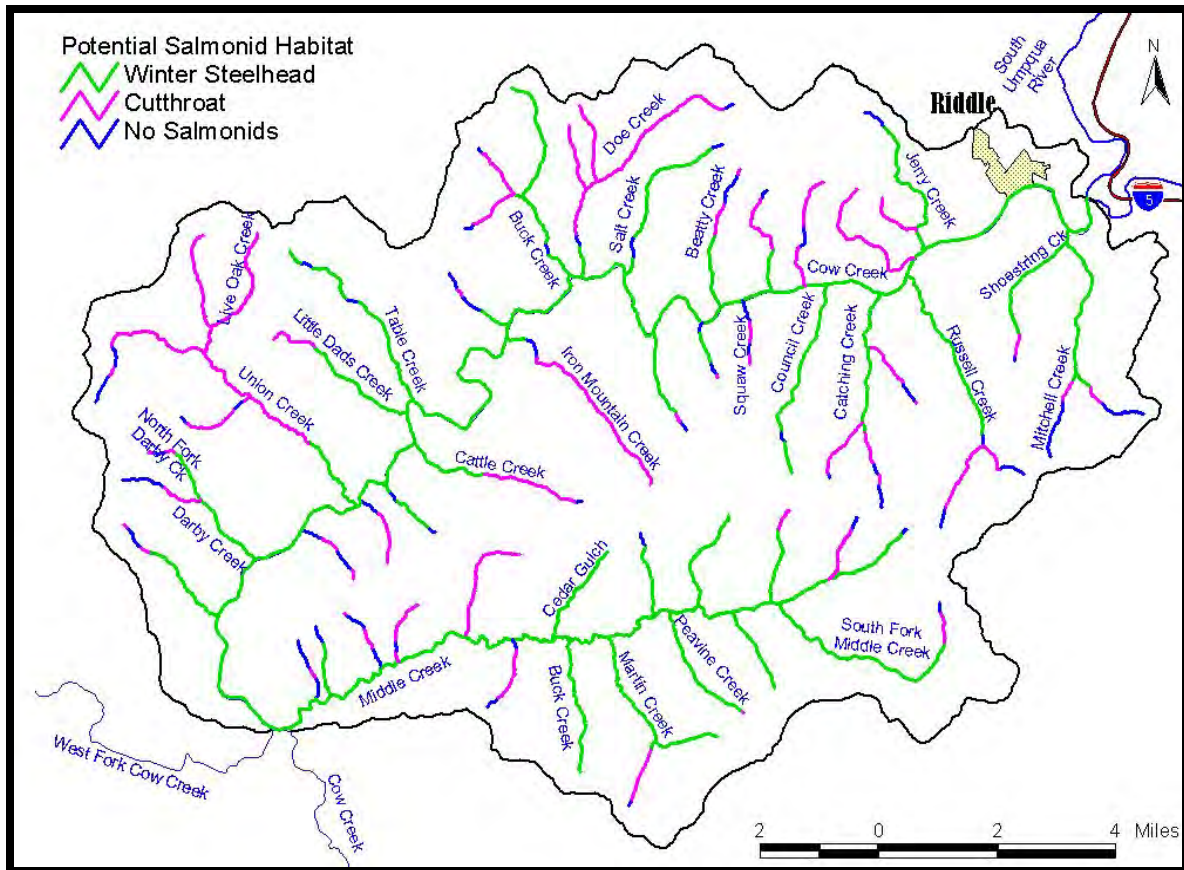 Potential Salmonid Habitat
Winter Steelhead
Cutthroat
No Salmonids
South
Umpqua
River
N
Riddle
5
Doe Creek
Jerry Creek
Buck Creek
Salt Creek
Beatty Creek
Cow Creek
Shoestring Ck
Live Oak Creek
Little Dads Creek
Table Creek
Iron Mountain Creek
Squaw Creek
Council Creek
Catching Creek
Russell Creek
Mitchell Creek
Union Creek
North Fork
Darby Ck
Cattle Creek
Darby Creek
Cedar Gulch
South Fork
Middle Creek
Peavine Creek
Martin Creek
Buck Creek
Middle Creek
West Fork Cow Creek
Cow Creek
2 0 2 4 Miles